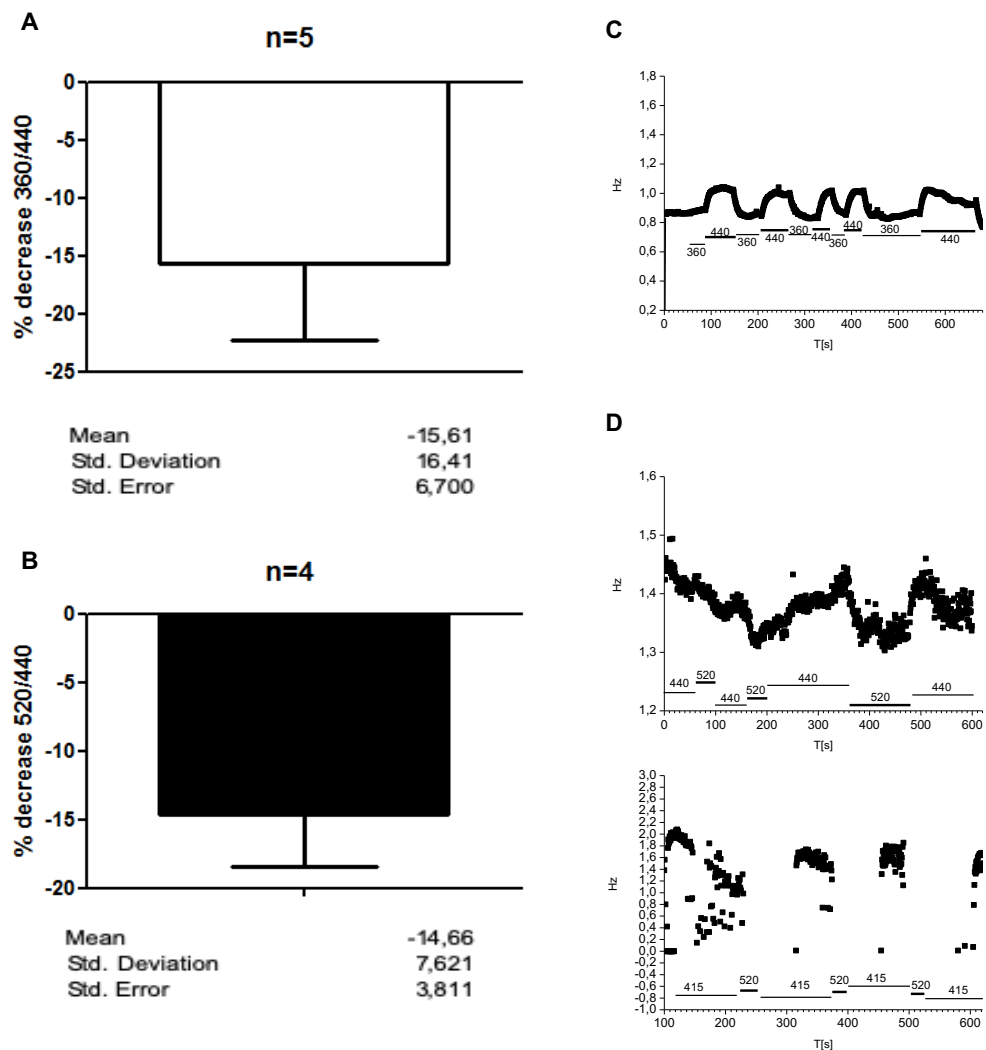 A
n=5
% decrease 360/440
0
-5
-10
-15
-20
-25
Mean -15,61
Std. Deviation 16,41
Std. Error 6,700
B
n=4
% decrease 520/440
0
-5
-10
-15
-20
Mean -14,66
Std. Deviation 7,621
Std. Error 3,811
C
Hz
1,8
1,6
1,4
1,2
1,0
0,8
0,6
0,4
0,2
360 440 360 440 360 440 360 440 360 440
0 100 200 300 400 500 600
T[s]
D
Hz
1,6
1,5
1,4
1,3
1,2
440 520 440 520 440 520 440
0 100 200 300 400 500 600
T[s]
Hz
3,0
2,8
2,6
2,4
2,2
2,0
1,8
1,6
1,4
1,2
1,0
0,8
0,6
0,4
0,2
0,0
-0,2
-0,4
-0,6
-0,8
-1,0
415 520 415 520 415 520 415
100 200 300 400 500 600
T[s]